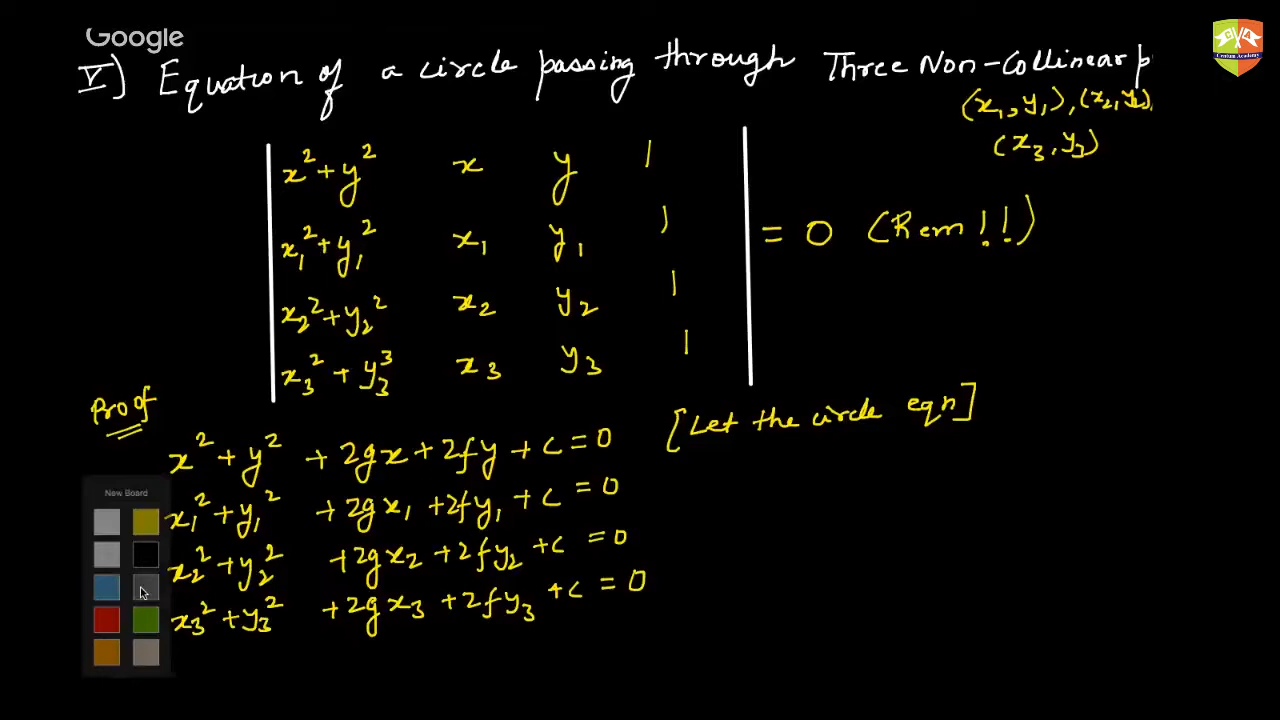 Google
V) Equation of a circle passing through Three Non-Collinear p
(x₁, y₁), (x₂, y₂),
(x₃, y₃)
x² + y² x y 1
x₁² + y₁² x₁ y₁ 1
x₂² + y₂² x₂ y₂ 1
x₃² + y₃³ x₃ y₃ 1
= 0 (Rem!!)
Proof
x² + y² + 2gx + 2fy + c = 0 [Let the circle eqn]
x₁² + y₁² + 2gx₁ + 2fy₁ + c = 0
x₂² + y₂² + 2gx₂ + 2fy₂ + c = 0
x₃² + y₃² + 2gx₃ + 2fy₃ + c = 0
New Board